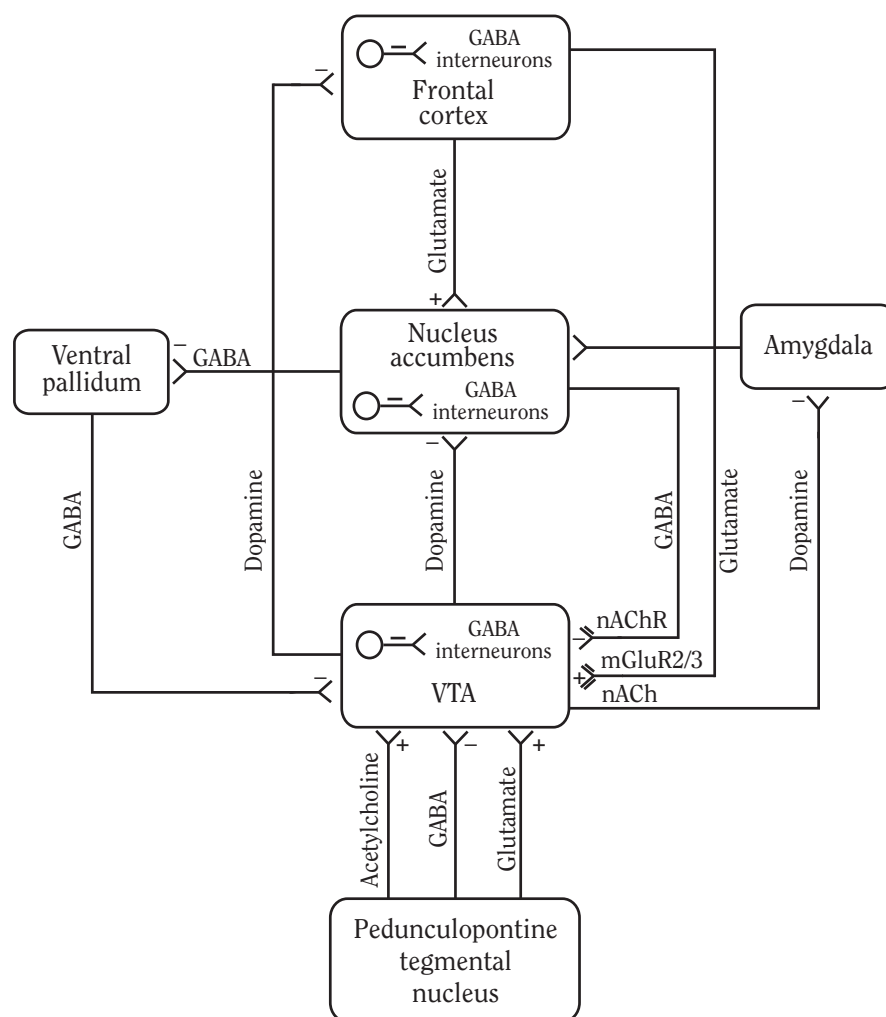 GABA
interneurons
Frontal
cortex
−
−
Glutamate
+
Nucleus
accumbens
−
GABA
interneurons
−
−
GABA
Ventral
pallidum
Amygdala
−
GABA
Dopamine
Dopamine
GABA
Glutamate
Dopamine
GABA
interneurons
−
VTA
−
nAChR
−
mGluR2/3
+
nACh
+
−
+
Acetylcholine
GABA
Glutamate
Pedunculopontine
tegmental
nucleus